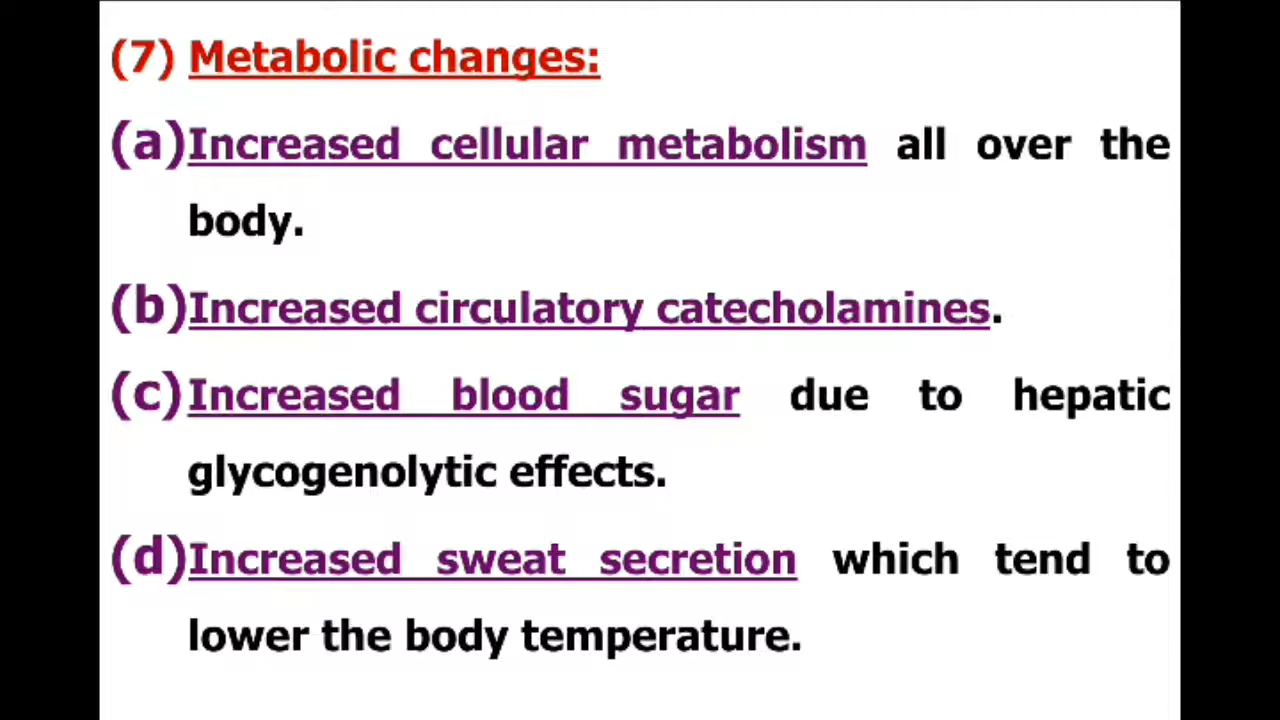 (7) Metabolic changes:
(a)Increased cellular metabolism all over the
body.
(b)Increased circulatory catecholamines.
(c)Increased blood sugar due to hepatic
glycogenolytic effects.
(d)Increased sweat secretion which tend to
lower the body temperature.